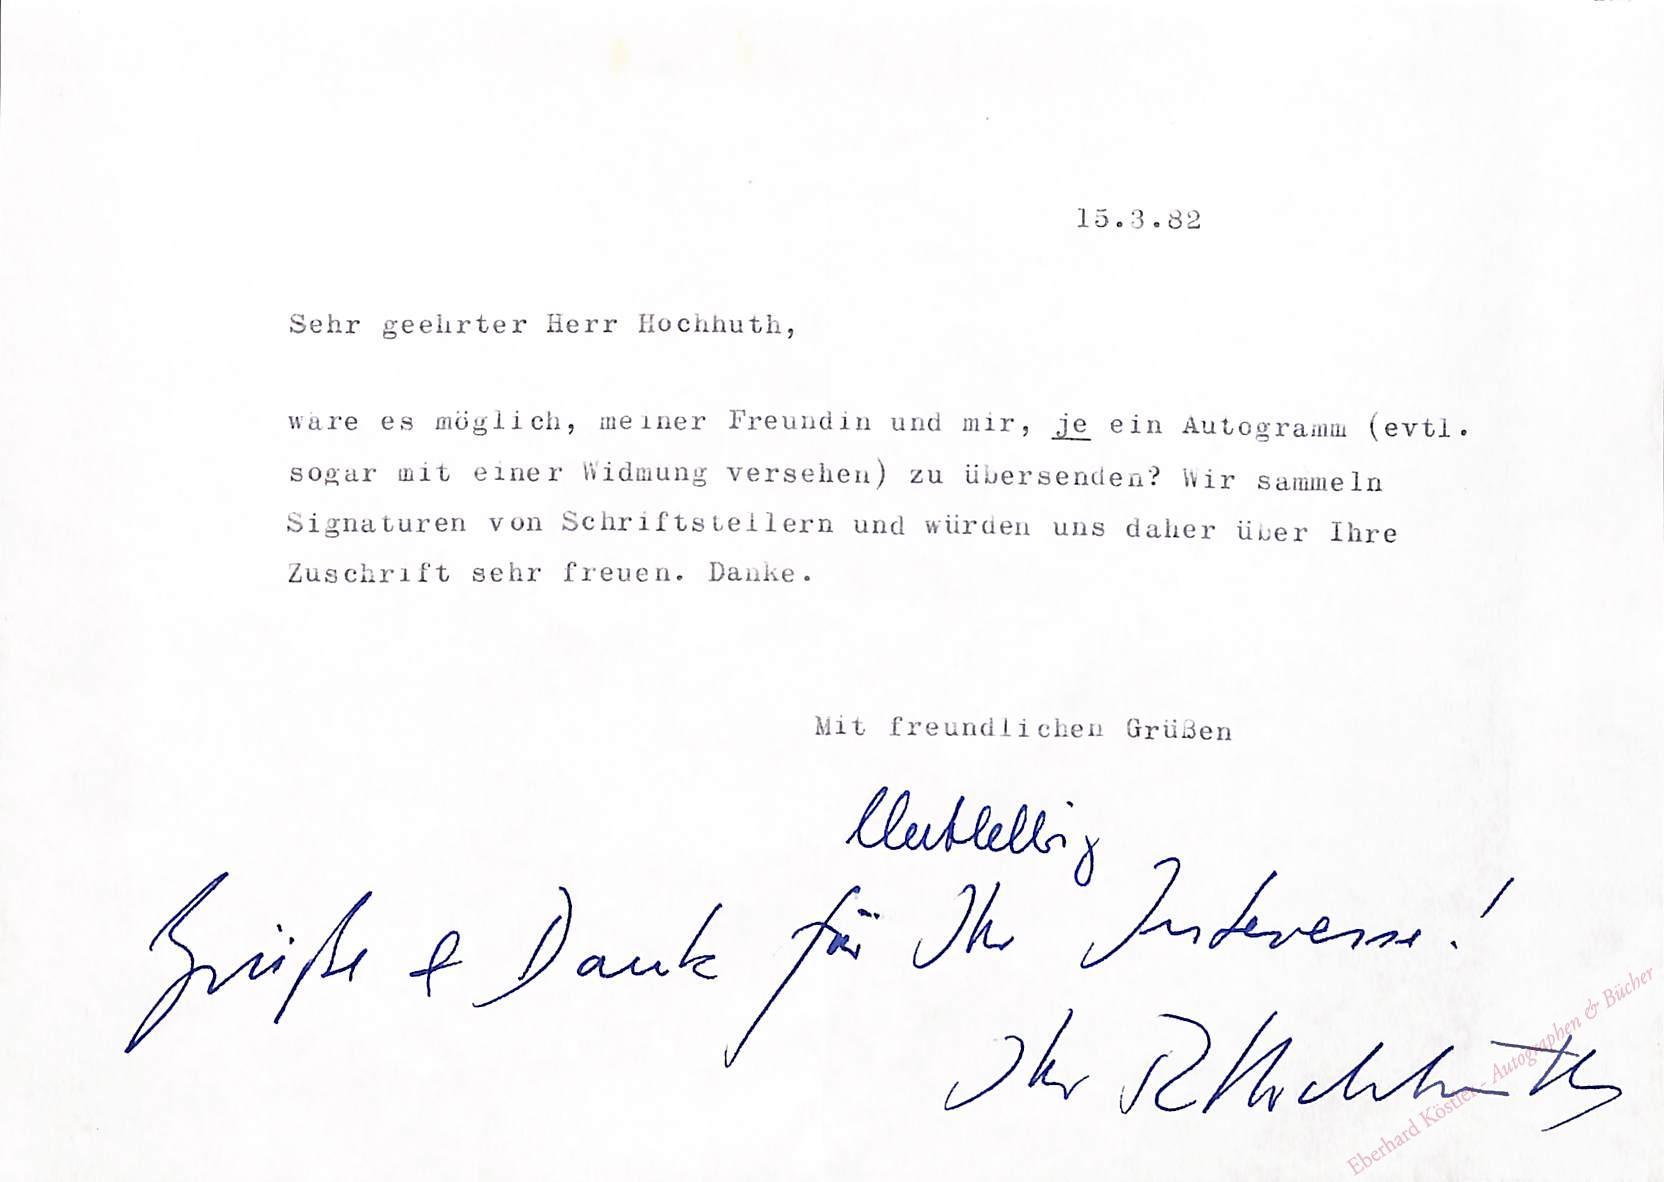 15.3.82
Sehr geehrter Herr Hochhuth,
wäre es möglich, meiner Freundin und mir, je ein Autogramm (evtl.
sogar mit einer Widmung versehen) zu übersenden? Wir sammeln
Signaturen von Schriftstellern und würden uns daher über Ihre
Zuschrift sehr freuen. Danke.
Mit freundlichen Grüßen
Grüße & Dank für Ihr Interesse!
Ihr R Hochhuth
Eberhard Köstler - Autographen & Bücher